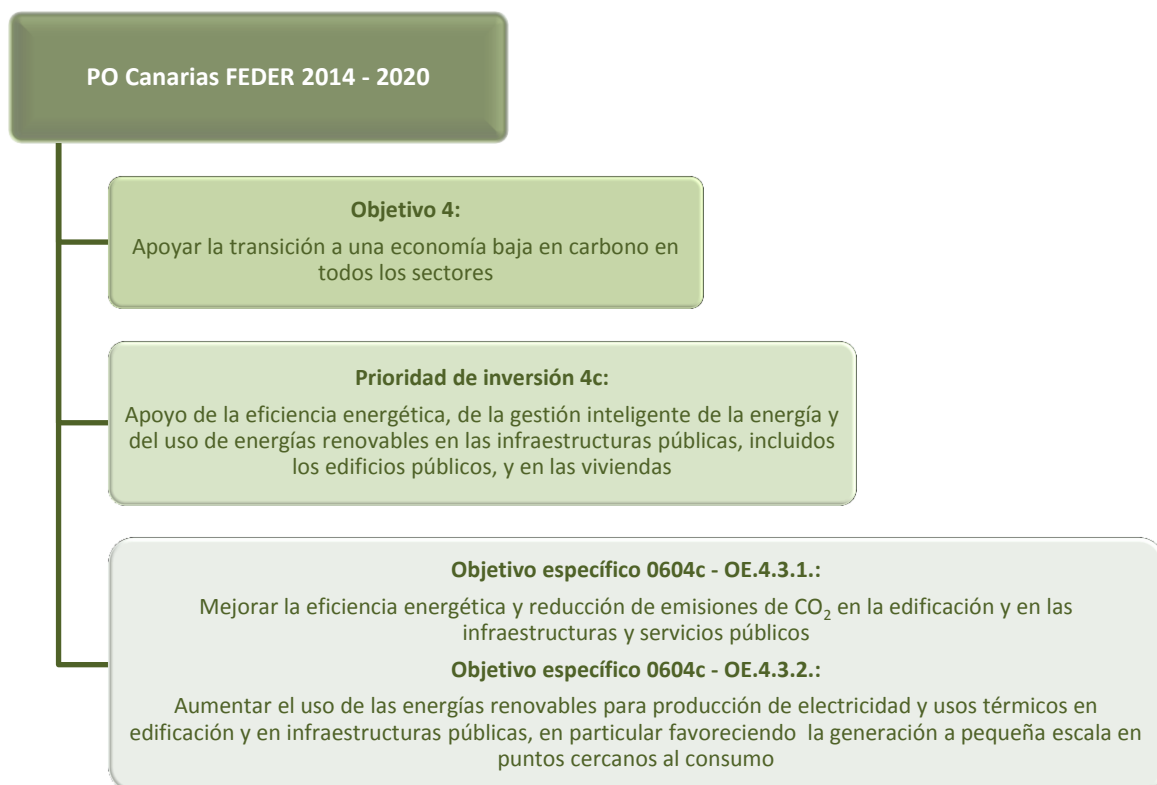 PO Canarias FEDER 2014 - 2020
Objetivo 4:
Apoyar la transición a una economía baja en carbono en
todos los sectores
Prioridad de inversión 4c:
Apoyo de la eficiencia energética, de la gestión inteligente de la energía y
del uso de energías renovables en las infraestructuras públicas, incluidos
los edificios públicos, y en las viviendas
Objetivo específico 0604c - OE.4.3.1.:
Mejorar la eficiencia energética y reducción de emisiones de CO₂ en la edificación y en las
infraestructuras y servicios públicos
Objetivo específico 0604c - OE.4.3.2.:
Aumentar el uso de las energías renovables para producción de electricidad y usos térmicos en
edificación y en infraestructuras públicas, en particular favoreciendo la generación a pequeña escala en
puntos cercanos al consumo